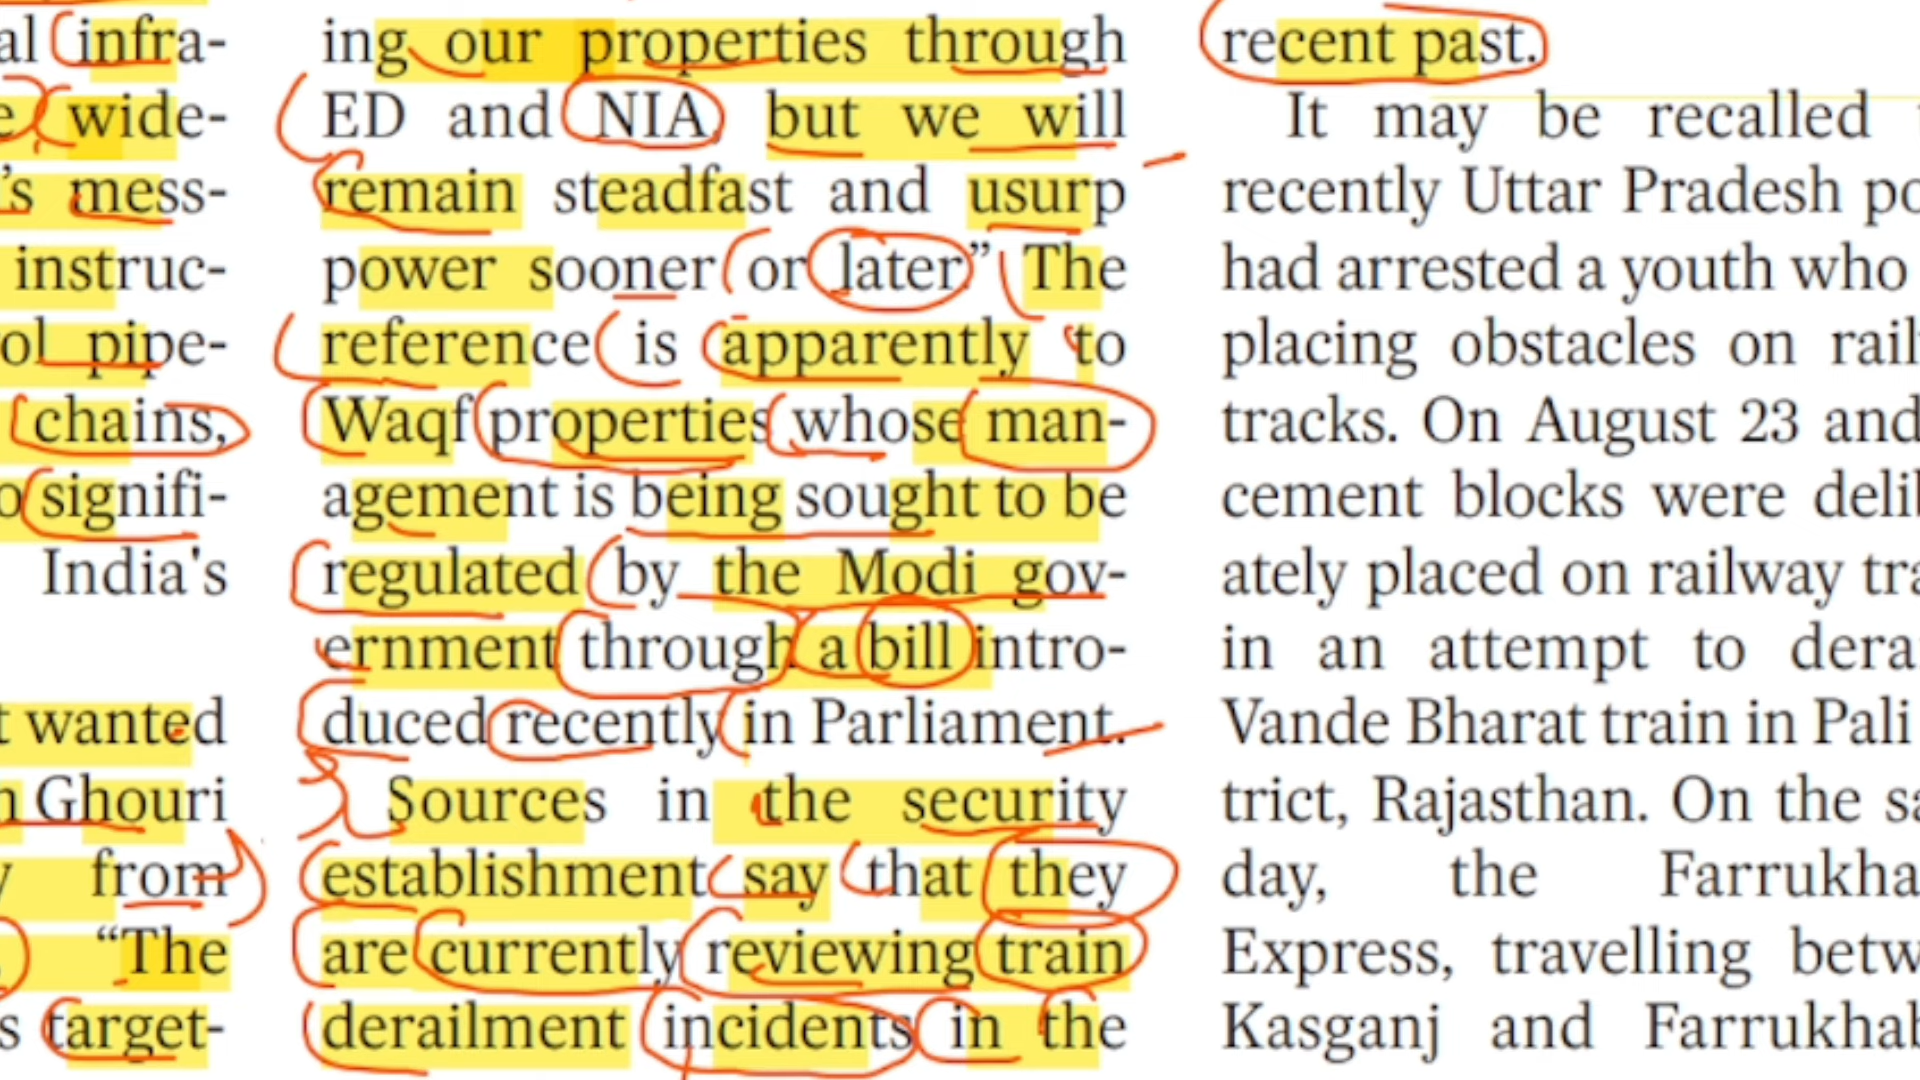 al infra-
wide-
's mess-
instruc-
pipe-
chains,
signifi-
India's
wanted
Ghouri
from
"The
target-
ing our properties through
ED and NIA, but we will
remain steadfast and usurp
power sooner or later." The
reference is apparently to
Waqf properties whose man-
agement is being sought to be
regulated by the Modi gov-
ernment through a bill intro-
duced recently in Parliament.
Sources in the security
establishment say that they
are currently reviewing train
derailment incidents in the
recent past.
It may be recalled
recently Uttar Pradesh po
had arrested a youth who
placing obstacles on rail
tracks. On August 23 and
cement blocks were delib
ately placed on railway tra
in an attempt to dera
Vande Bharat train in Pali
trict, Rajasthan. On the sa
day, the Farrukha
Express, travelling betw
Kasganj and Farrukhab